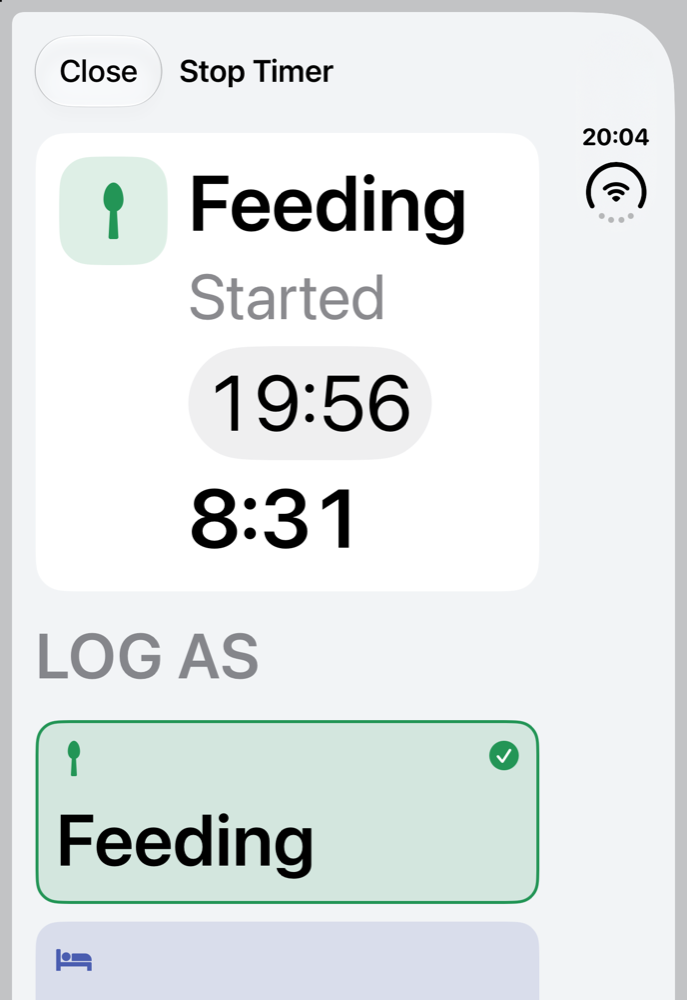 Close
Stop Timer
20:04
Feeding
Started
19:56
8:31
LOG AS
Feeding